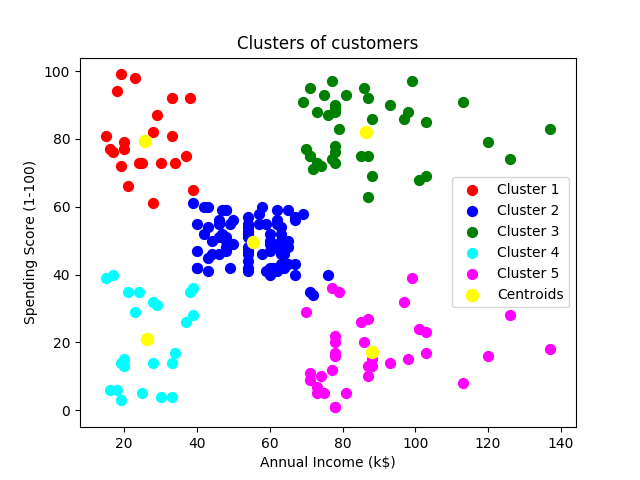 Clusters of customers
100
80
60
40
20
0
Spending Score (1-100)
Cluster 1
Cluster 2
Cluster 3
Cluster 4
Cluster 5
Centroids
20 40 60 80 100 120 140
Annual Income (k$)